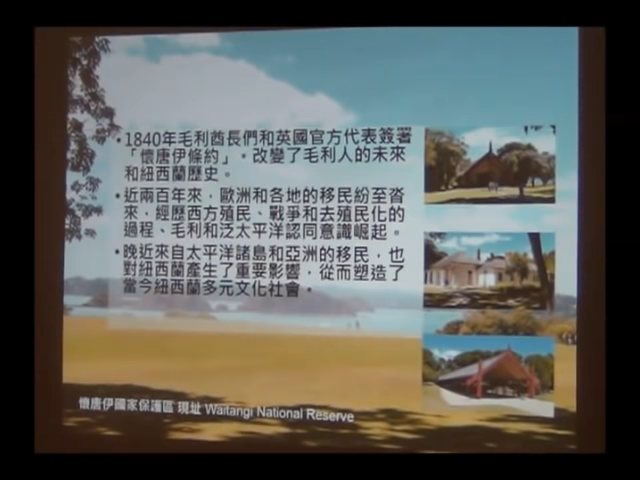 •1840年毛利酋長們和英國官方代表簽署
「懷唐伊條約」。改變了毛利人的未來
和紐西蘭歷史。
•近兩百年來，歐洲和各地的移民紛至沓
來，經歷西方殖民、戰爭和去殖民化的
過程、毛利和泛太平洋認同意識崛起。
•晚近來自太平洋諸島和亞洲的移民，也
對紐西蘭產生了重要影響，從而塑造了
當今紐西蘭多元文化社會。
懷唐伊國家保護區 現址 Waitangi National Reserve